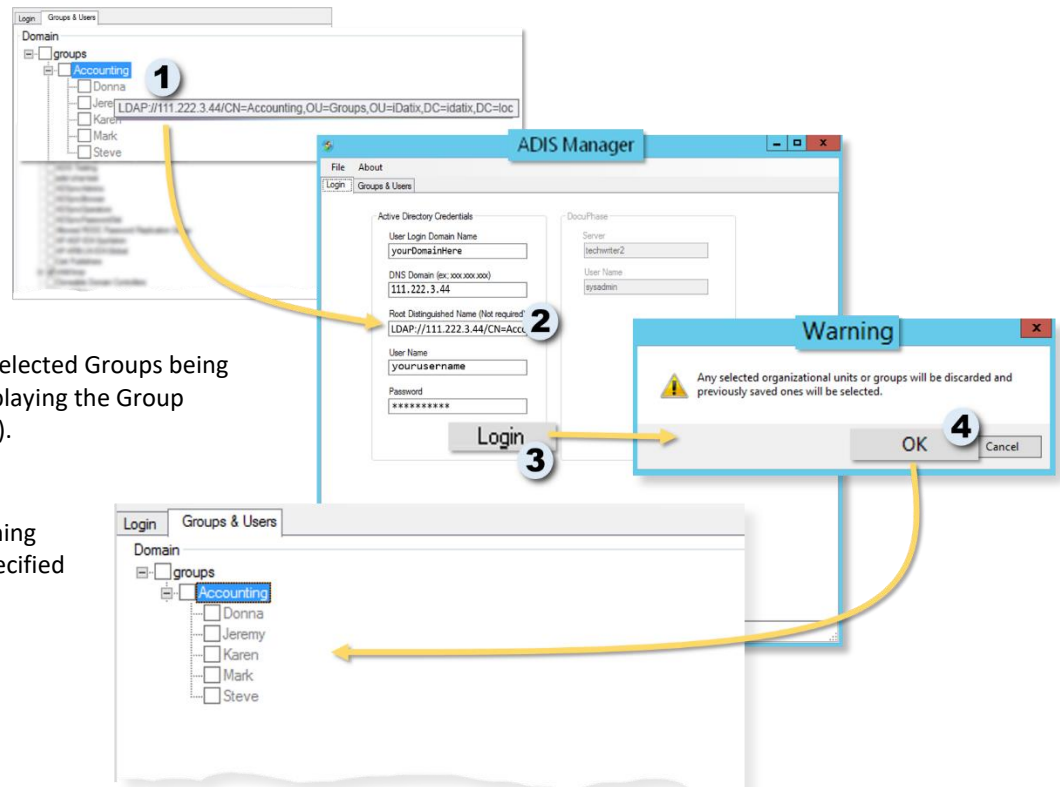 Login Groups & Users
Domain
groups
Accounting
1
Donna
Jere
LDAP://111.222.3.44/CN=Accounting,OU=Groups,OU=iDatix,DC=idatix,DC=loc
Karen
Mark
Steve
ADIS Manager
File About
Login Groups & Users
Active Directory Credentials
User Login Domain Name
yourDomainHere
DNS Domain (ex: xxx.xxx.xxx)
111.222.3.44
Root Distinguished Name (Not required)
LDAP://111.222.3.44/CN=Acco
2
User Name
yourusername
Password
**********
Login
3
DocuPhase
Server
techwriter2
User Name
sysadmin
Warning
x
Any selected organizational units or groups will be discarded and
previously saved ones will be selected.
OK
4
Cancel
elected Groups being
playing the Group
).
ning
ecified
Login Groups & Users
Domain
groups
Accounting
Donna
Jeremy
Karen
Mark
Steve